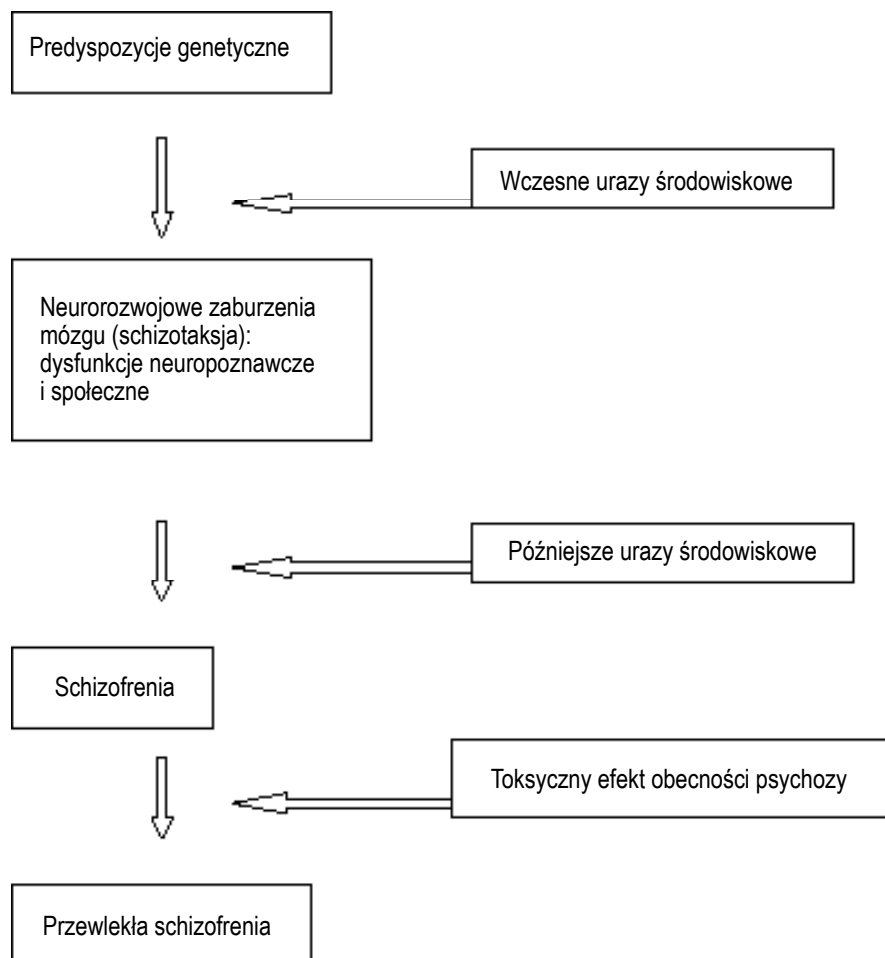 Predyspozycje genetyczne
Wczesne urazy środowiskowe
Neurorozwojowe zaburzenia
mózgu (schizotaksja):
dysfunkcje neuropoznawcze
i społeczne
Późniejsze urazy środowiskowe
Schizofrenia
Toksyczny efekt obecności psychozy
Przewlekła schizofrenia